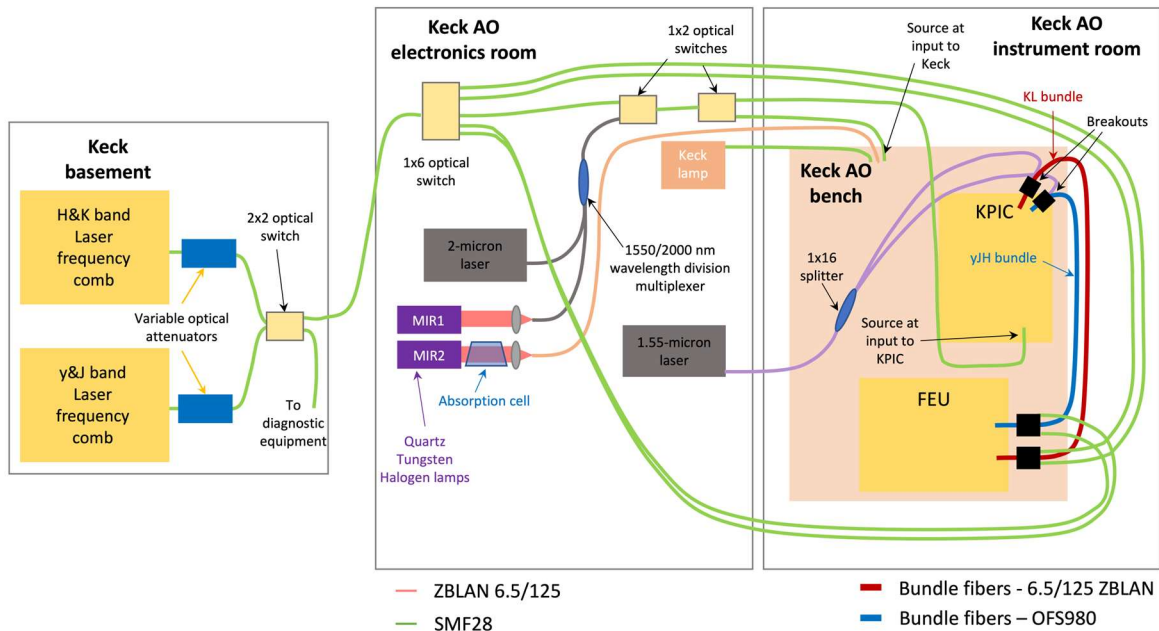 Keck
basement
H&K band
Laser
frequency
comb
Variable optical
attenuators
y&J band
Laser
frequency
comb
2x2 optical
switch
To
diagnostic
equipment
Keck AO
electronics room
1x6 optical
switch
1x2 optical
switches
Keck
lamp
2-micron
laser
1550/2000 nm
wavelength division
multiplexer
MIR1
MIR2
Absorption cell
Quartz
Tungsten
Halogen lamps
1.55-micron
laser
Keck AO
instrument room
Source at
input to
Keck
KL bundle
Breakouts
Keck AO
bench
KPIC
yJH bundle
1x16
splitter
Source at
input to
KPIC
FEU
ZBLAN 6.5/125
SMF28
Bundle fibers - 6.5/125 ZBLAN
Bundle fibers – OFS980